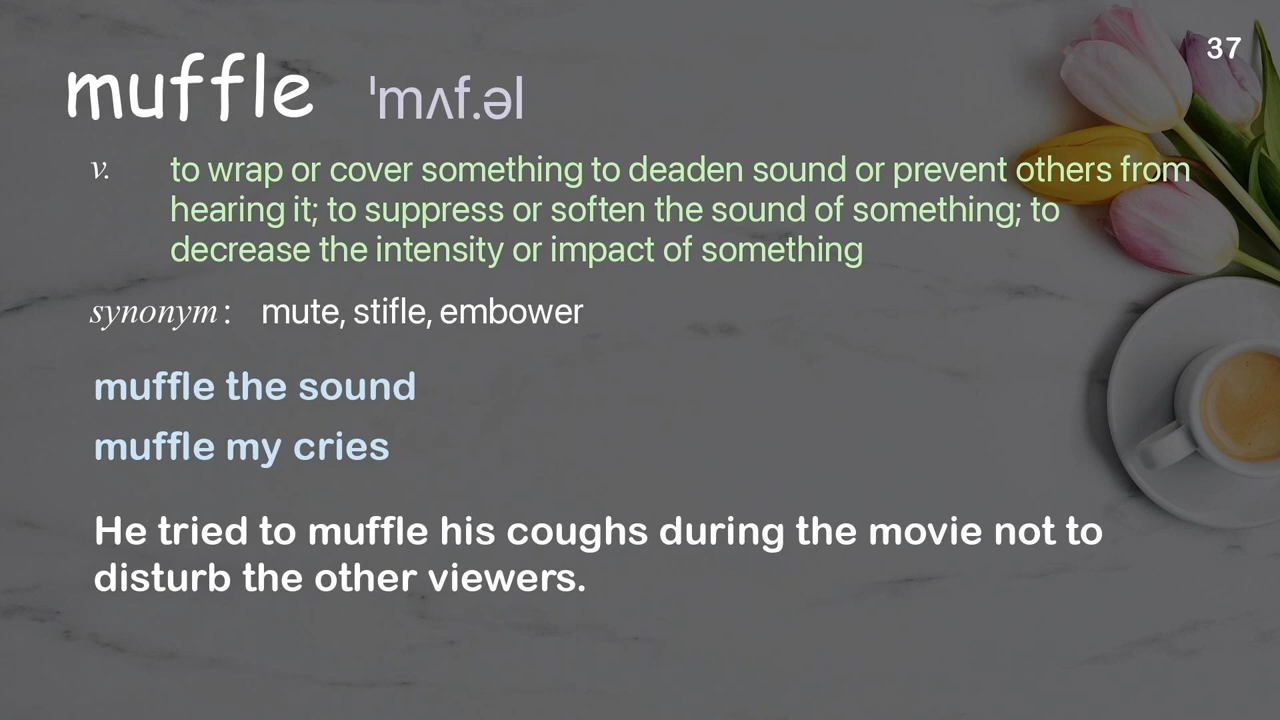 37
muffle ˈmʌf.əl
v. to wrap or cover something to deaden sound or prevent others from
hearing it; to suppress or soften the sound of something; to
decrease the intensity or impact of something
synonym: mute, stifle, embower
muffle the sound
muffle my cries
He tried to muffle his coughs during the movie not to
disturb the other viewers.